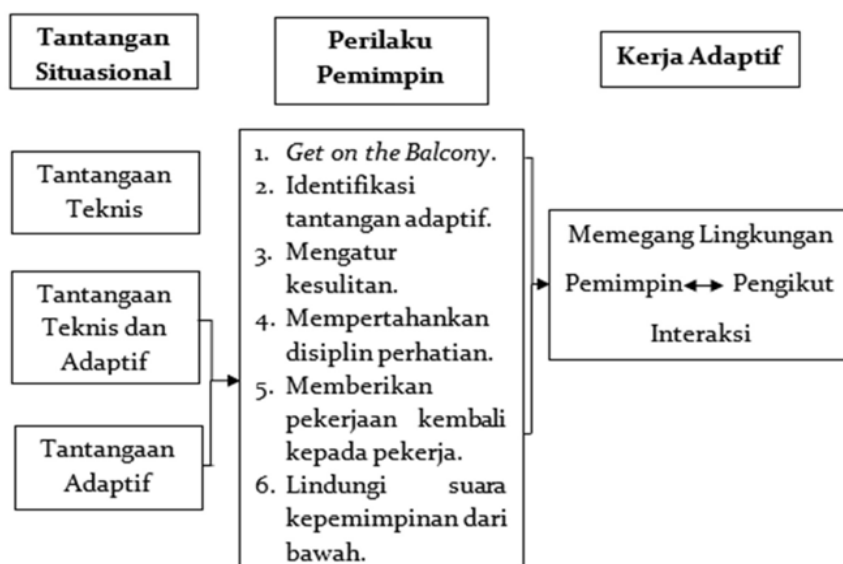 Tantangan
Situasional
Perilaku
Pemimpin
Kerja Adaptif
Tantangaan
Teknis
Tantangaan
Teknis dan
Adaptif
Tantangaan
Adaptif
1. Get on the Balcony.
2. Identifikasi
tantangan adaptif.
3. Mengatur
kesulitan.
4. Mempertahankan
disiplin perhatian.
5. Memberikan
pekerjaan kembali
kepada pekerja.
6. Lindungi suara
kepemimpinan dari
bawah.
Memegang Lingkungan
Pemimpin Pengikut
Interaksi